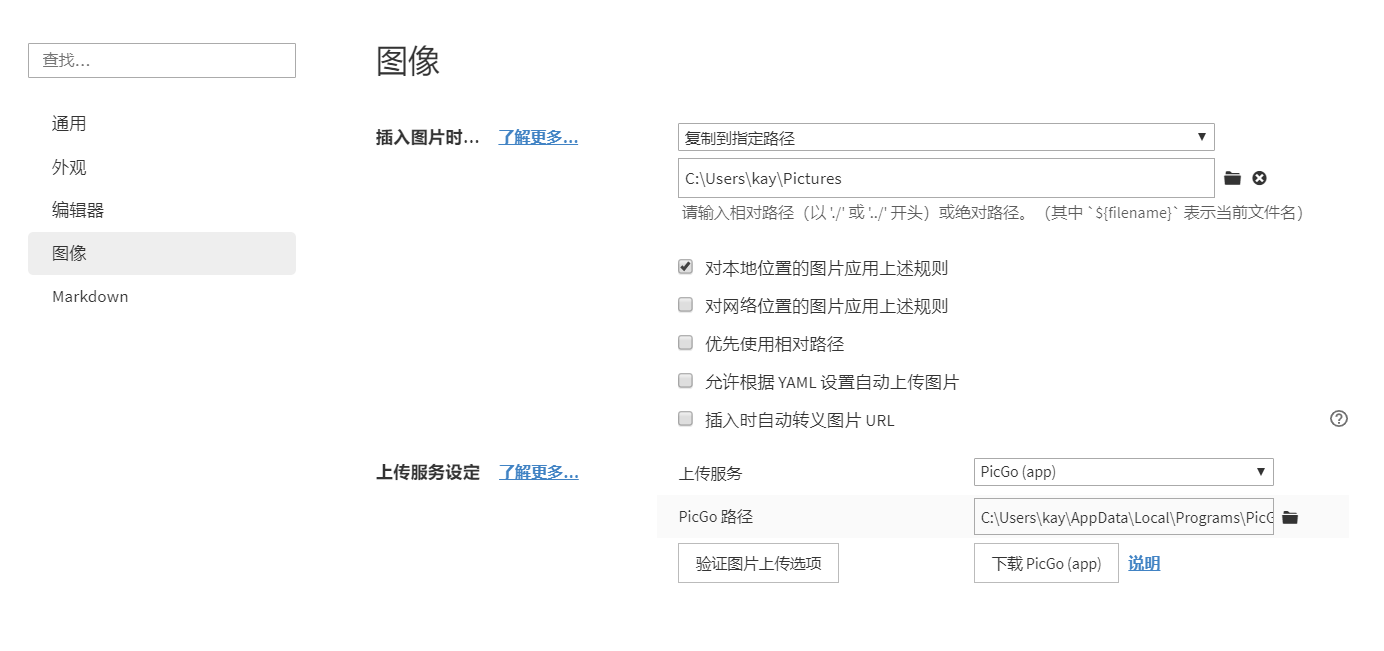 查找...
图像
通用
外观
编辑器
图像
Markdown
插入图片时... 了解更多... 复制到指定路径
C:\Users\kay\Pictures
请输入相对路径（以 './' 或 '../' 开头）或绝对路径。（其中 `${filename}` 表示当前文件名）
对本地位置的图片应用上述规则
对网络位置的图片应用上述规则
优先使用相对路径
允许根据 YAML 设置自动上传图片
插入时自动转义图片 URL
上传服务设定 了解更多... 上传服务 PicGo (app)
PicGo 路径 C:\Users\kay\AppData\Local\Programs\PicG
验证图片上传选项 下载 PicGo (app) 说明